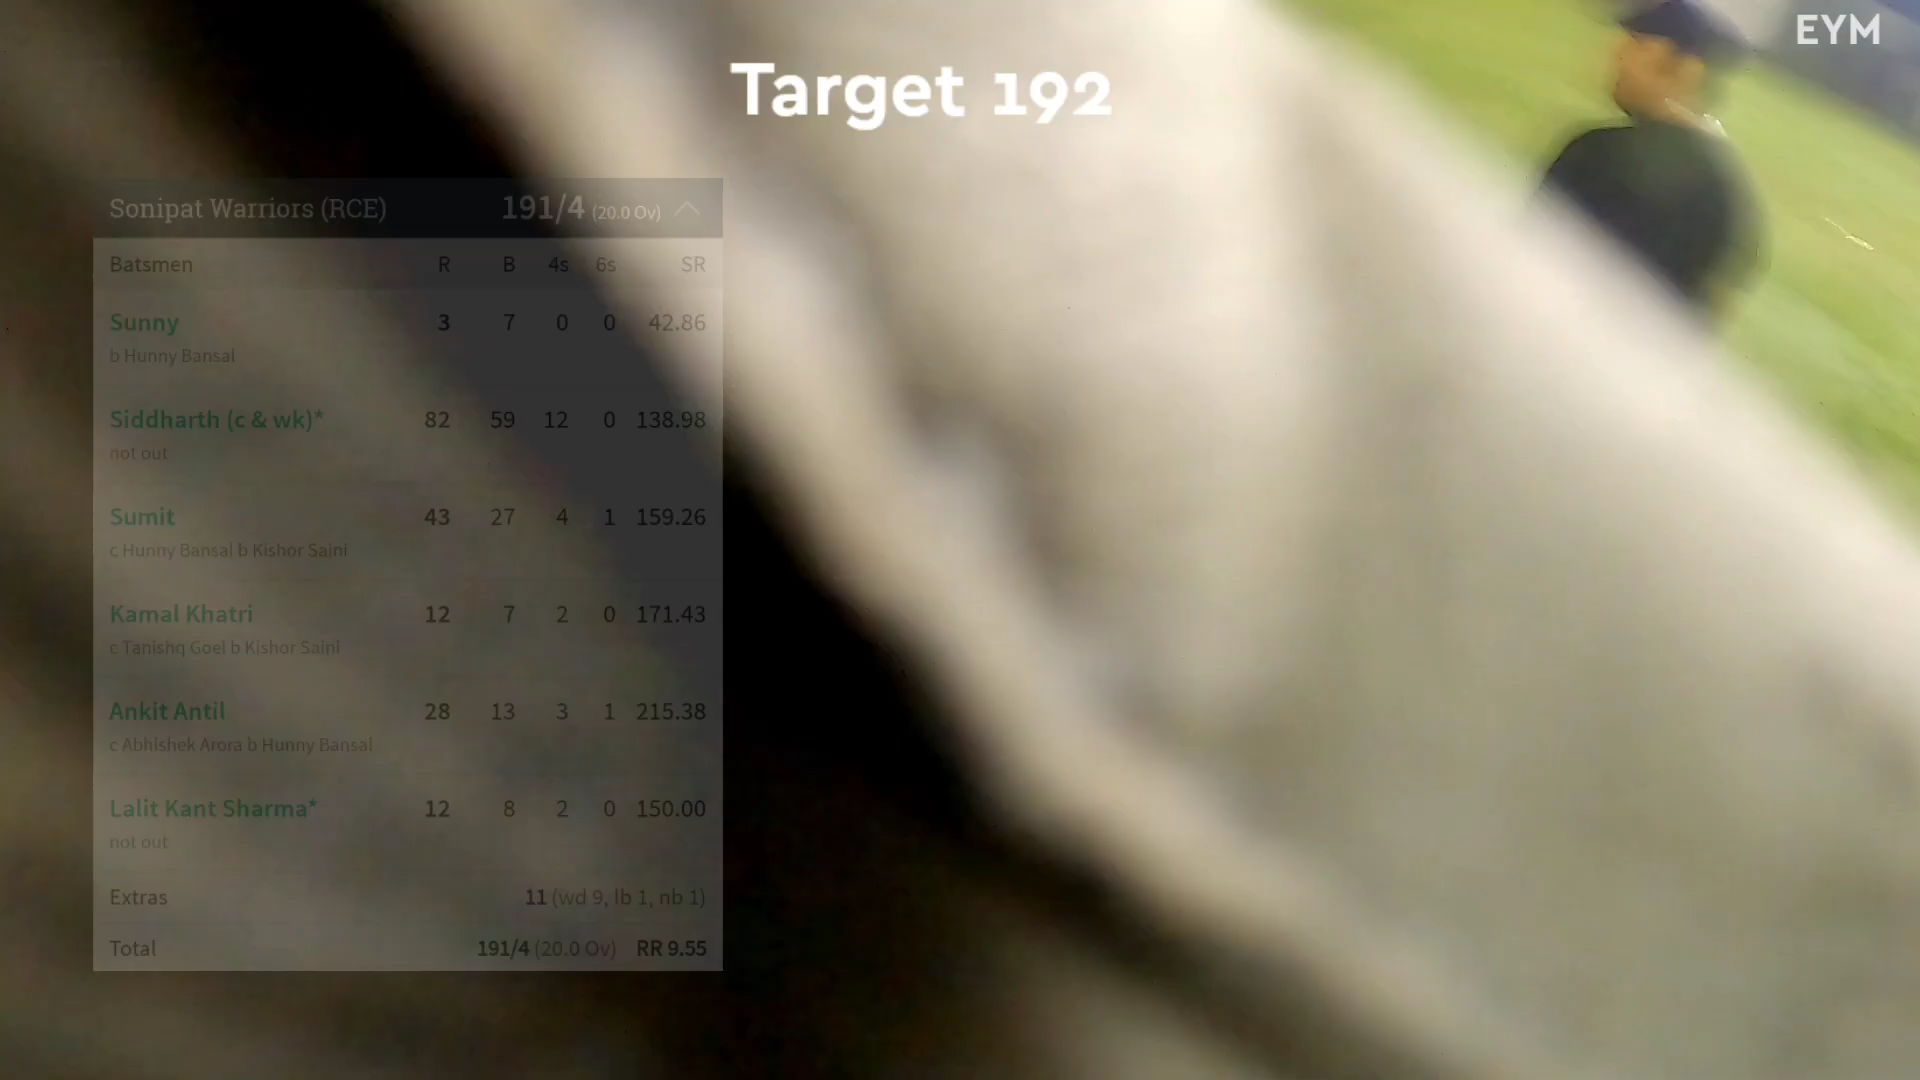 EYM
Target 192
Sonipat Warriors (RCE) 191/4 (20.0 Ov)
Batsmen R B 4s 6s SR
Sunny 3 7 0 0 42.86
b Hunny Bansal
Siddharth (c & wk)* 82 59 12 0 138.98
not out
Sumit 43 27 4 1 159.26
c Hunny Bansal b Kishor Saini
Kamal Khatri 12 7 2 0 171.43
c Tanishq Goel b Kishor Saini
Ankit Antil 28 13 3 1 215.38
c Abhishek Arora b Hunny Bansal
Lalit Kant Sharma* 12 8 2 0 150.00
not out
Extras 11 (wd 9, lb 1, nb 1)
Total 191/4 (20.0 Ov) RR 9.55